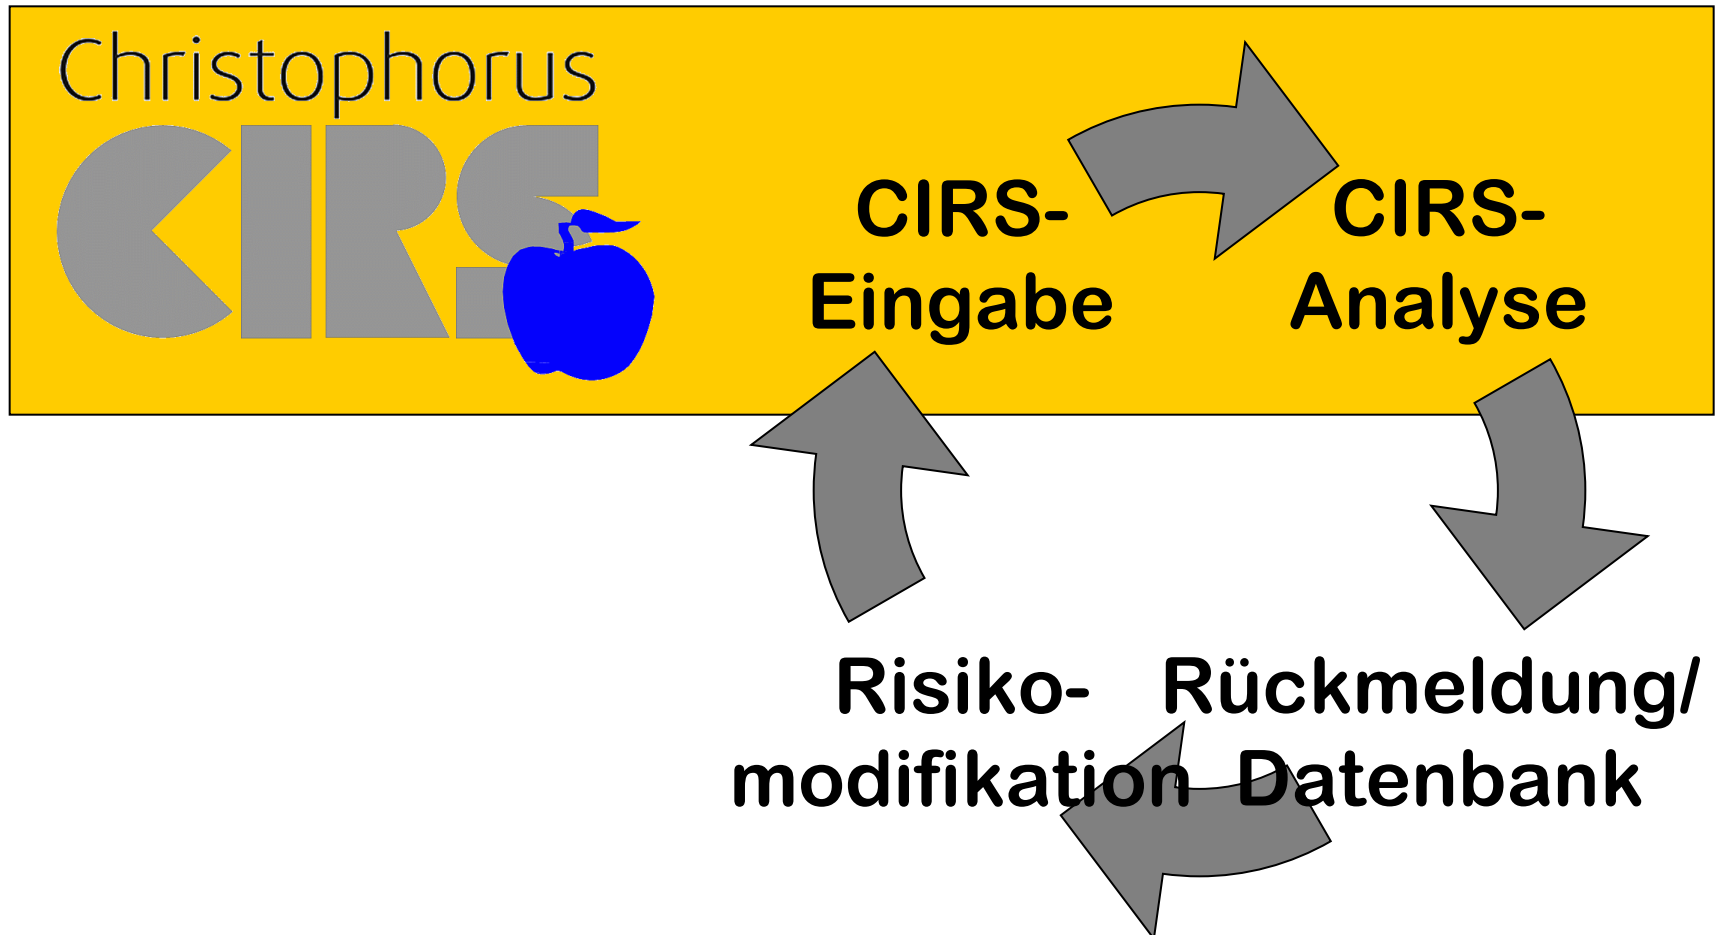 Christophorus
CIRS
CIRS-
Eingabe
CIRS-
Analyse
Rückmeldung/
Datenbank
Risiko-
modifikation